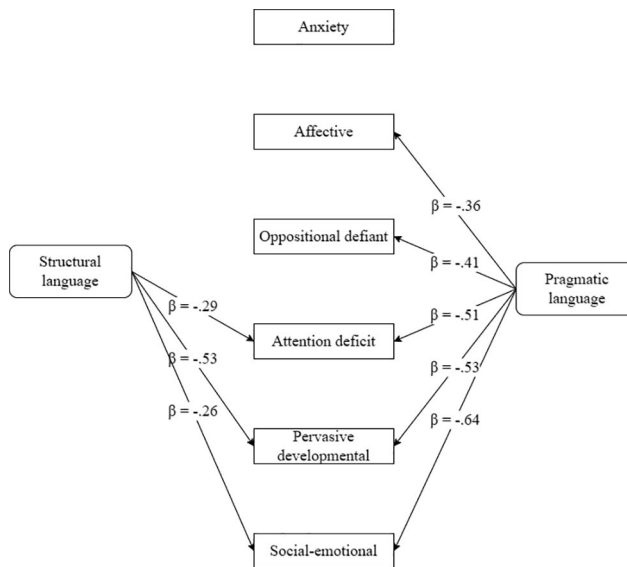 Anxiety
Affective
β = -.36
Oppositional defiant
β = -.41
Structural
language
Pragmatic
language
β = -.29
β = -.51
Attention deficit
β = -.53
β = -.53
β = -.26
β = -.64
Pervasive
developmental
Social-emotional